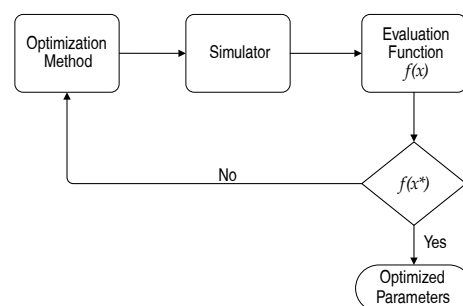 Optimization
Method
Simulator
Evaluation
Function
f(x)
f(x*)
No
Yes
Optimized
Parameters